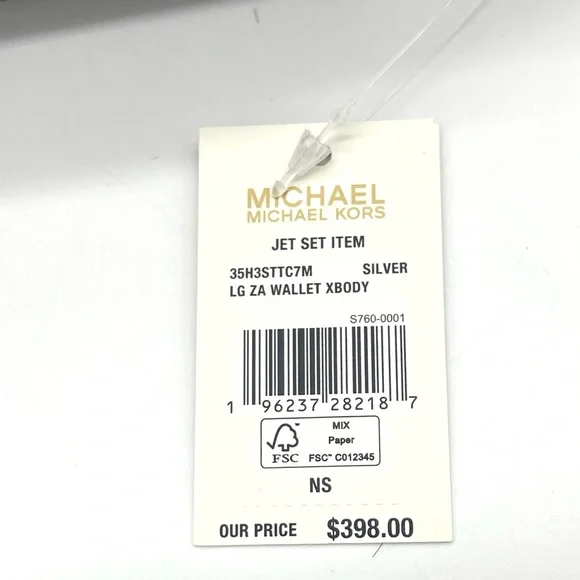 MICHAEL
MICHAEL KORS
JET SET ITEM
35H3STTC7M SILVER
LG ZA WALLET XBODY
S760-0001
1 96237 28218 7
FSC
MIX
Paper
FSC™ C012345
NS
OUR PRICE $398.00